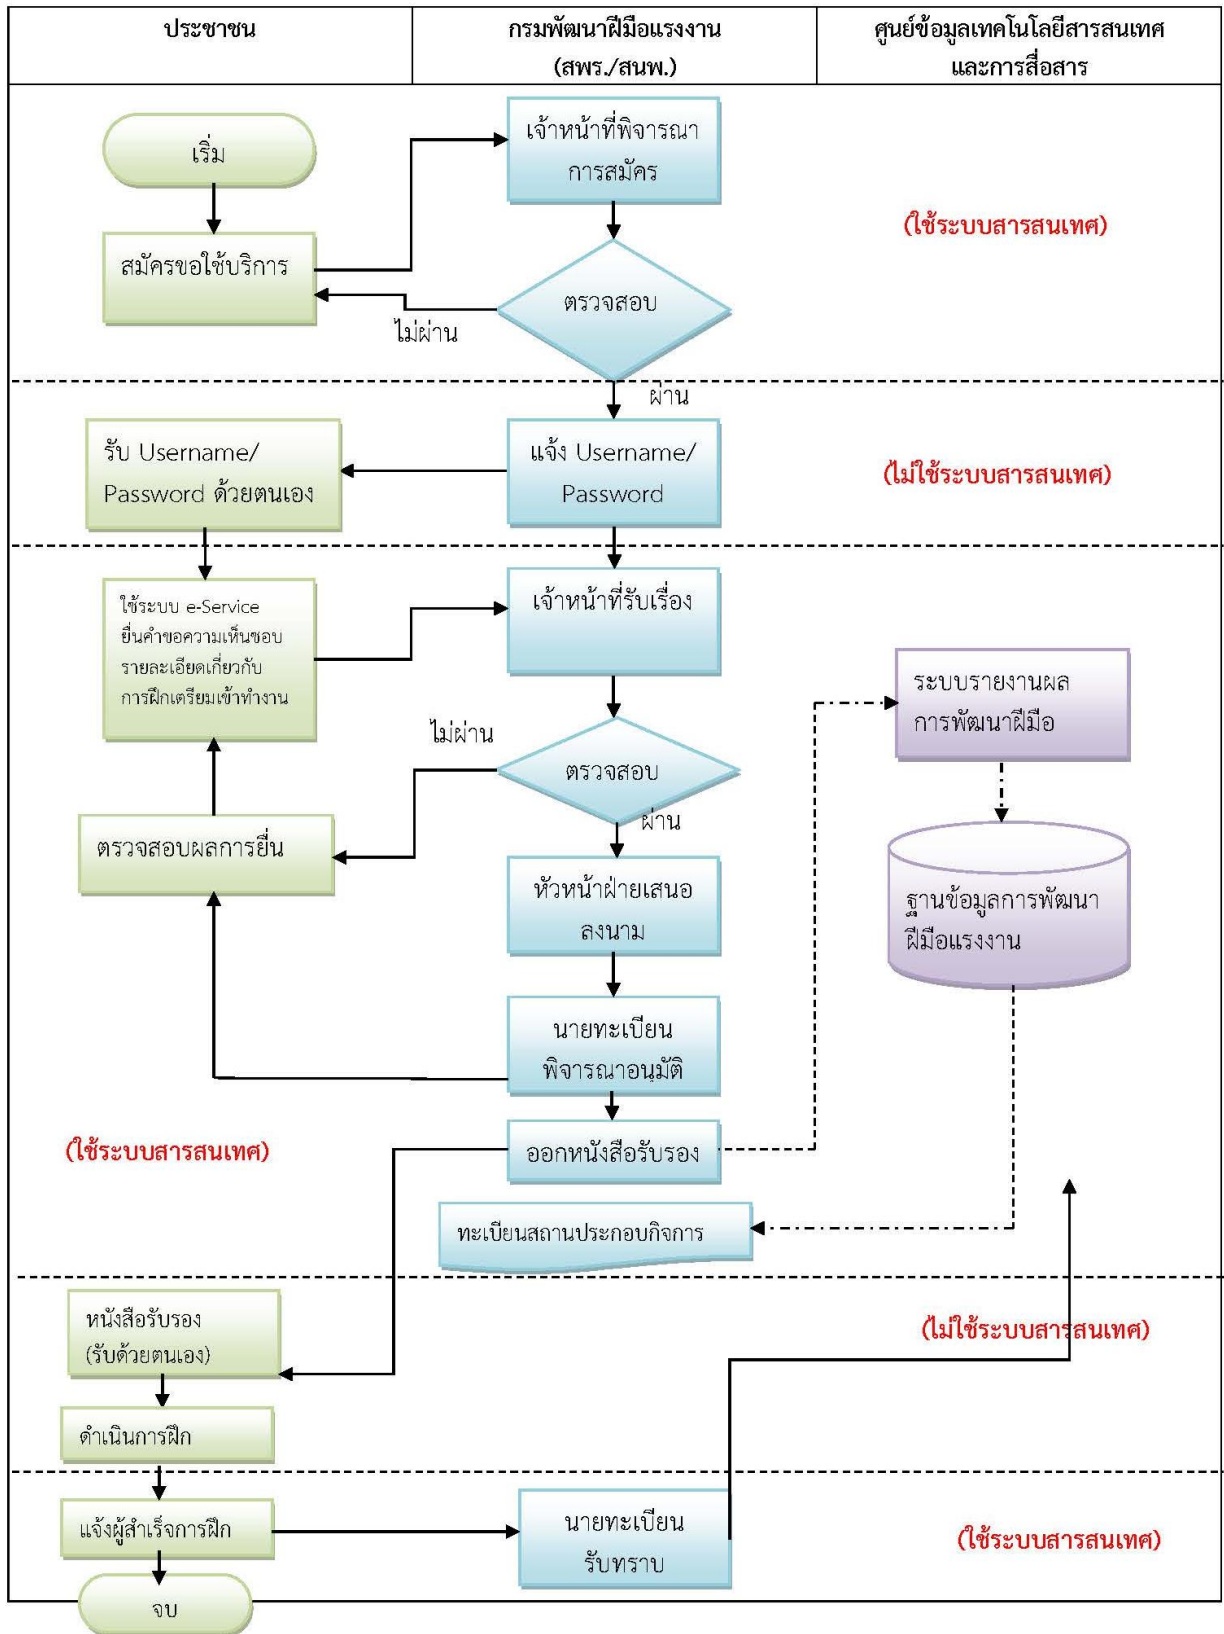 ประชาชน
กรมพัฒนาฝีมือแรงงาน
(สพร./สนพ.)
ศูนย์ข้อมูลเทคโนโลยีสารสนเทศ
และการสื่อสาร
เริ่ม
เจ้าหน้าที่พิจารณา
การสมัคร
(ใช้ระบบสารสนเทศ)
สมัครขอใช้บริการ
ตรวจสอบ
ไม่ผ่าน
ผ่าน
รับ Username/
Password ด้วยตนเอง
แจ้ง Username/
Password
(ไม่ใช้ระบบสารสนเทศ)
ใช้ระบบ e-Service
ยื่นคำขอความเห็นชอบ
รายละเอียดเกี่ยวกับ
การฝึกเตรียมเข้าทำงาน
เจ้าหน้าที่รับเรื่อง
ระบบรายงานผล
การพัฒนาฝีมือ
ไม่ผ่าน
ตรวจสอบ
ผ่าน
ตรวจสอบผลการยื่น
หัวหน้าฝ่ายเสนอ
ลงนาม
ฐานข้อมูลการพัฒนา
ฝีมือแรงงาน
นายทะเบียน
พิจารณาอนุมัติ
(ใช้ระบบสารสนเทศ)
ออกหนังสือรับรอง
ทะเบียนสถานประกอบกิจการ
หนังสือรับรอง
(รับด้วยตนเอง)
(ไม่ใช้ระบบสารสนเทศ)
ดำเนินการฝึก
แจ้งผู้สำเร็จการฝึก
นายทะเบียน
รับทราบ
(ใช้ระบบสารสนเทศ)
จบ